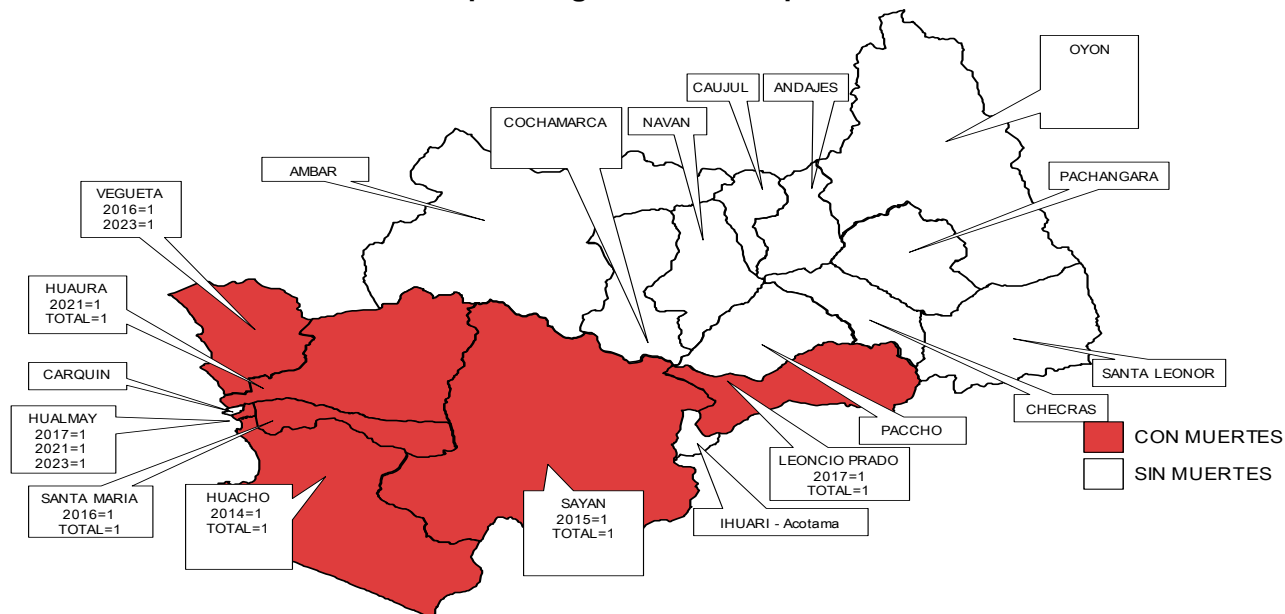 OYON
CAUJUL
ANDAJES
COCHAMARCA
NAVAN
AMBAR
PACHANGARA
VEGUETA
2016=1
2023=1
HUAURA
2021=1
TOTAL=1
CARQUIN
SANTA LEONOR
HUALMAY
2017=1
2021=1
2023=1
CHECRAS
PACCHO
CON MUERTES
LEONCIO PRADO
2017=1
TOTAL=1
SIN MUERTES
SANTA MARIA
2016=1
TOTAL=1
HUACHO
2014=1
TOTAL=1
SAYAN
2015=1
TOTAL=1
IHUARI - Acotama